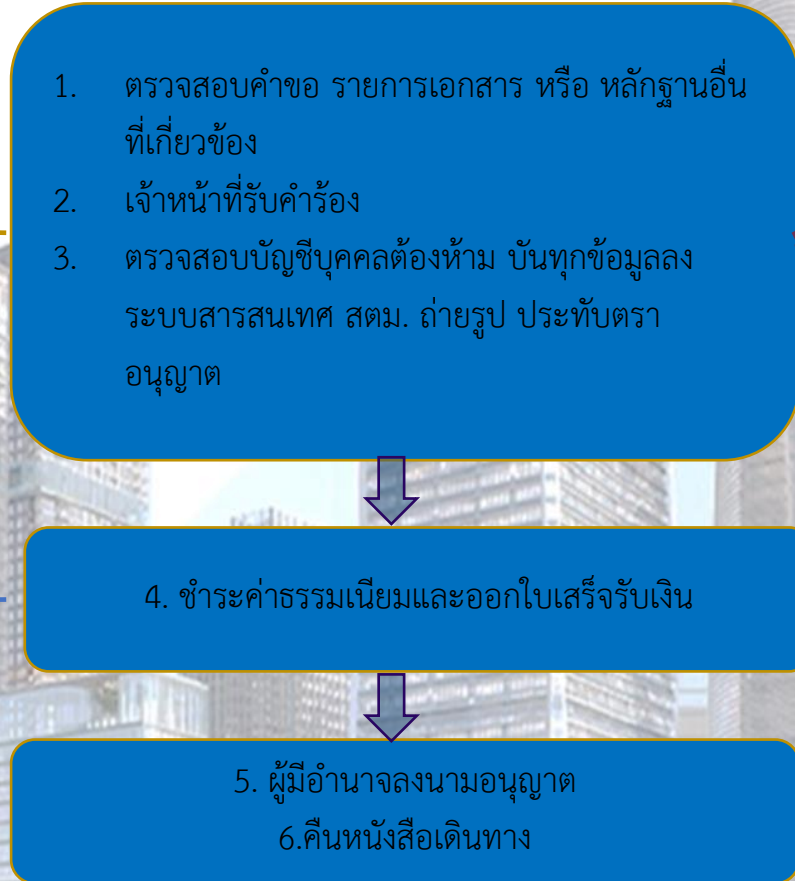 1. ตรวจสอบคำขอ รายการเอกสาร หรือ หลักฐานอื่น
ที่เกี่ยวข้อง
2. เจ้าหน้าที่รับคำร้อง
3. ตรวจสอบบัญชีบุคคลต้องห้าม บันทุกข้อมูลลง
ระบบสารสนเทศ สตม. ถ่ายรูป ประทับตรา
อนุญาต
4. ชำระค่าธรรมเนียมและออกใบเสร็จรับเงิน
5. ผู้มีอำนาจลงนามอนุญาต
6.คืนหนังสือเดินทาง